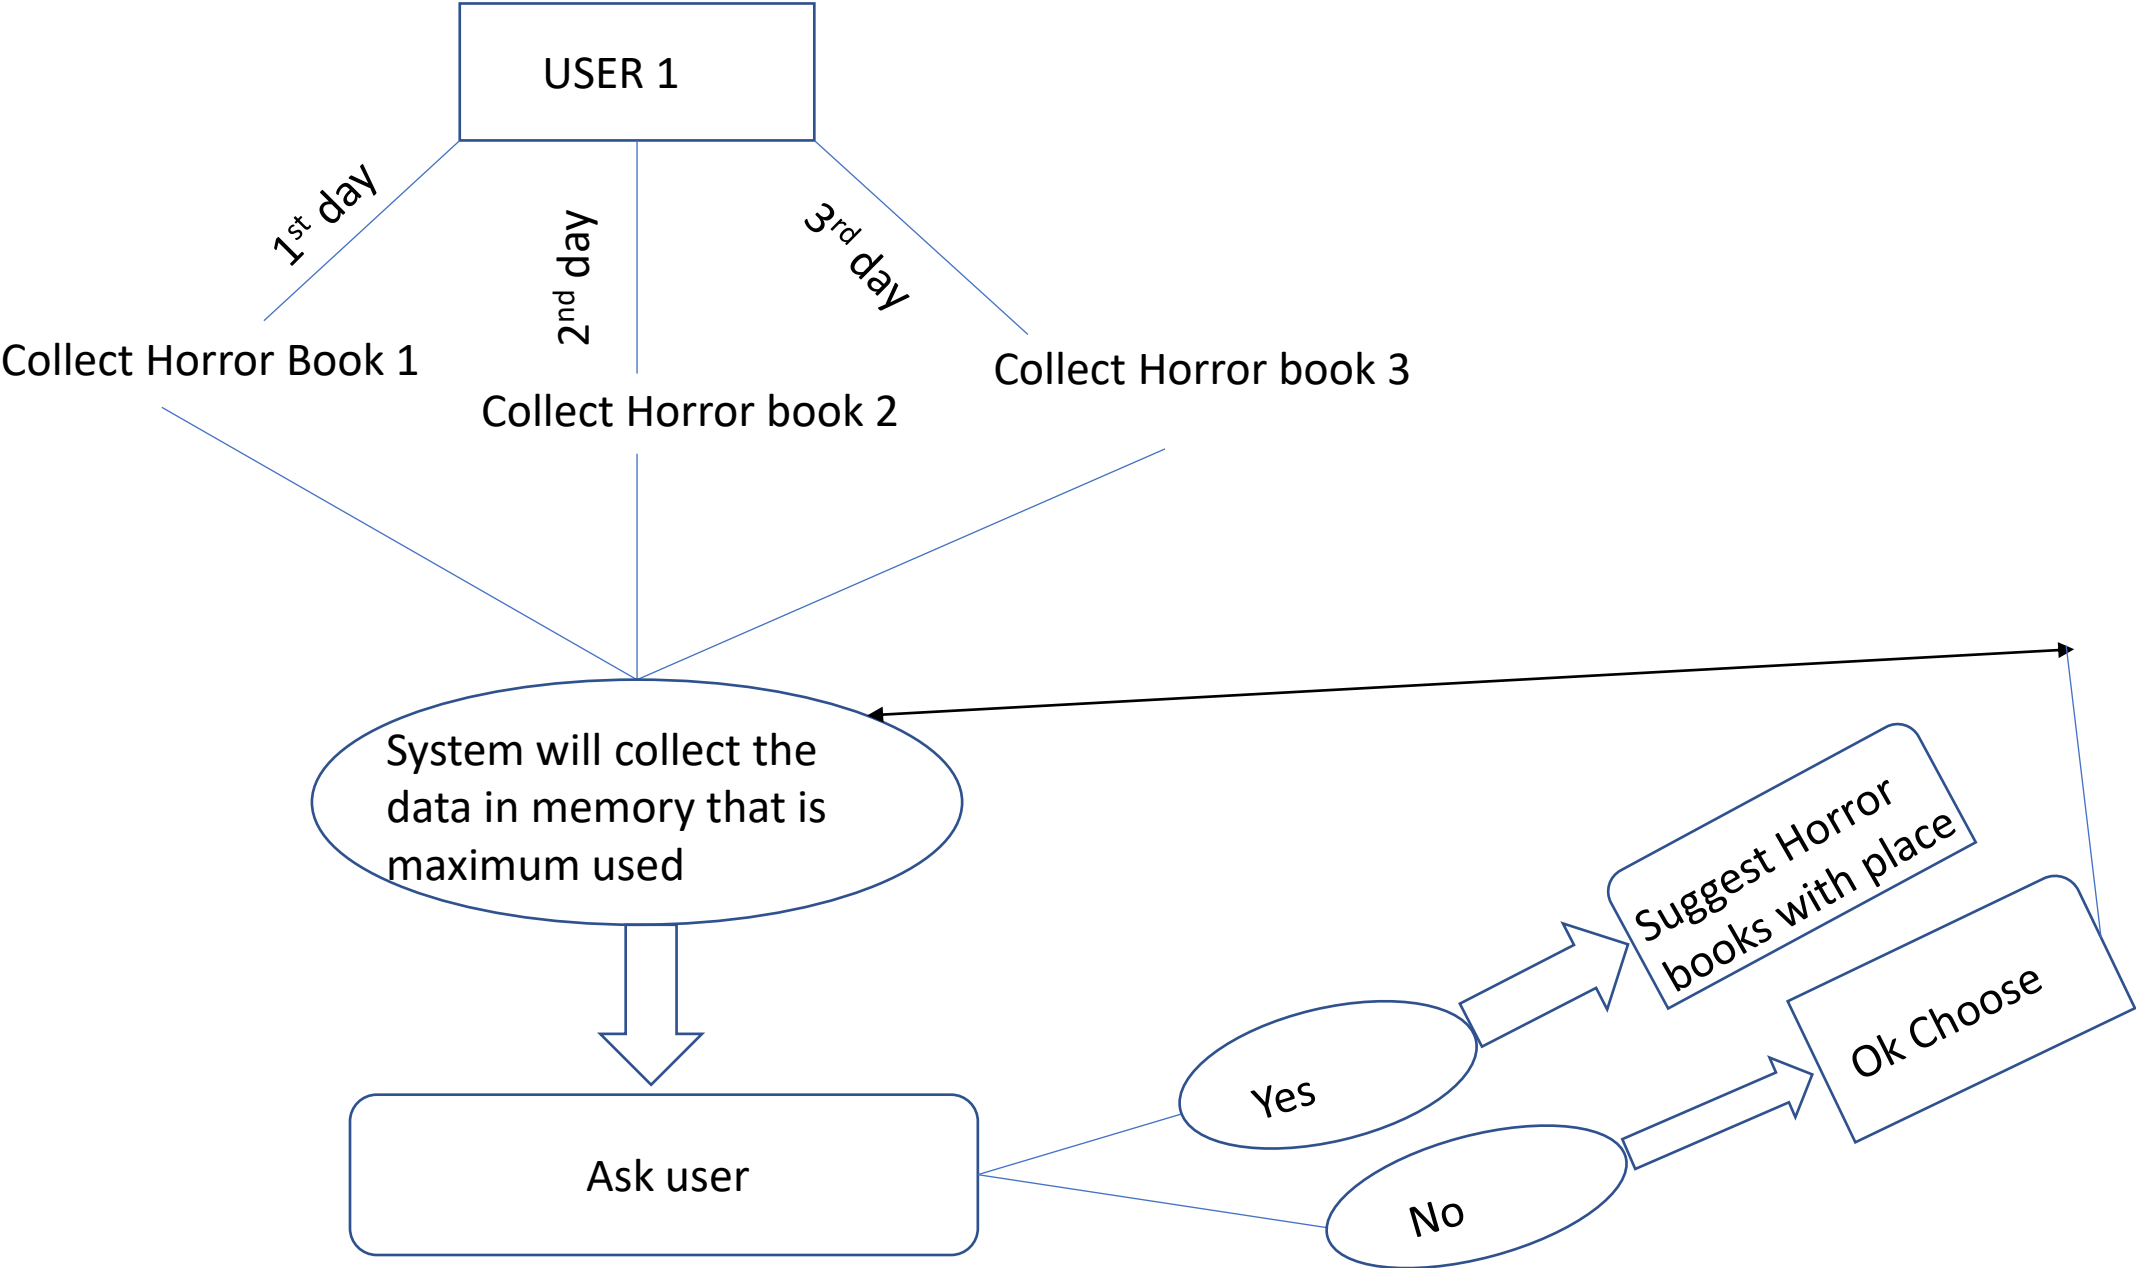 USER 1
1st day
2nd day
3rd day
Collect Horror Book 1
Collect Horror book 2
Collect Horror book 3
System will collect the
data in memory that is
maximum used
Suggest Horror
books with place
Ok Choose
Yes
No
Ask user